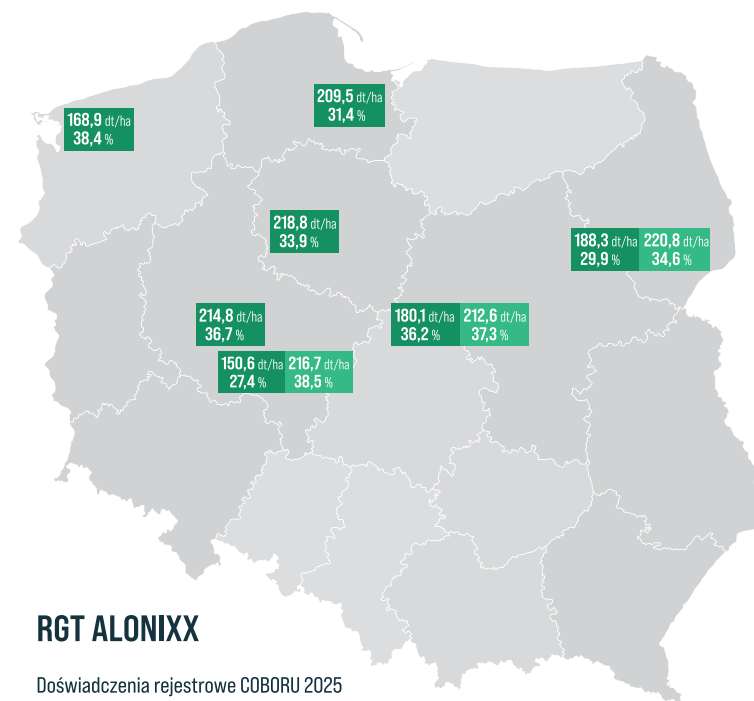 209,5 dt/ha
31,4 %
168,9 dt/ha
38,4 %
218,8 dt/ha
33,9 %
188,3 dt/ha 220,8 dt/ha
29,9 % 34,6 %
214,8 dt/ha
36,7 %
180,1 dt/ha 212,6 dt/ha
36,2 % 37,3 %
150,6 dt/ha 216,7 dt/ha
27,4 % 38,5 %
RGT ALONIXX
Doświadczenia rejestrowe COBORU 2025